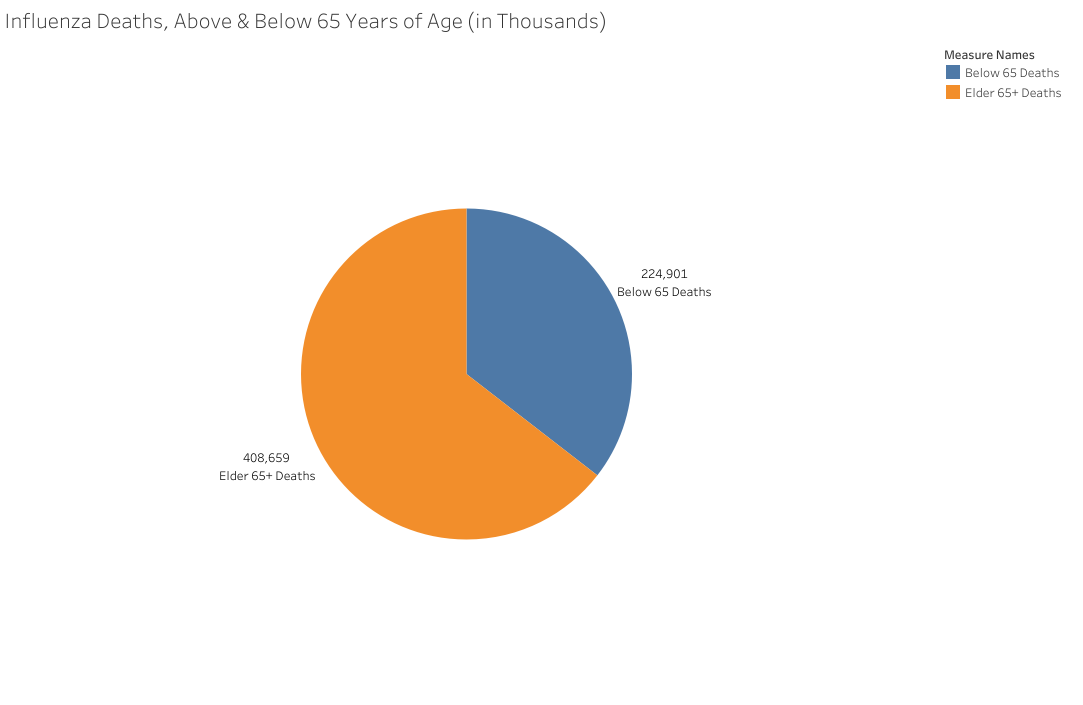 Influenza Deaths, Above & Below 65 Years of Age (in Thousands)
Measure Names
Below 65 Deaths
Elder 65+ Deaths
224,901
Below 65 Deaths
408,659
Elder 65+ Deaths